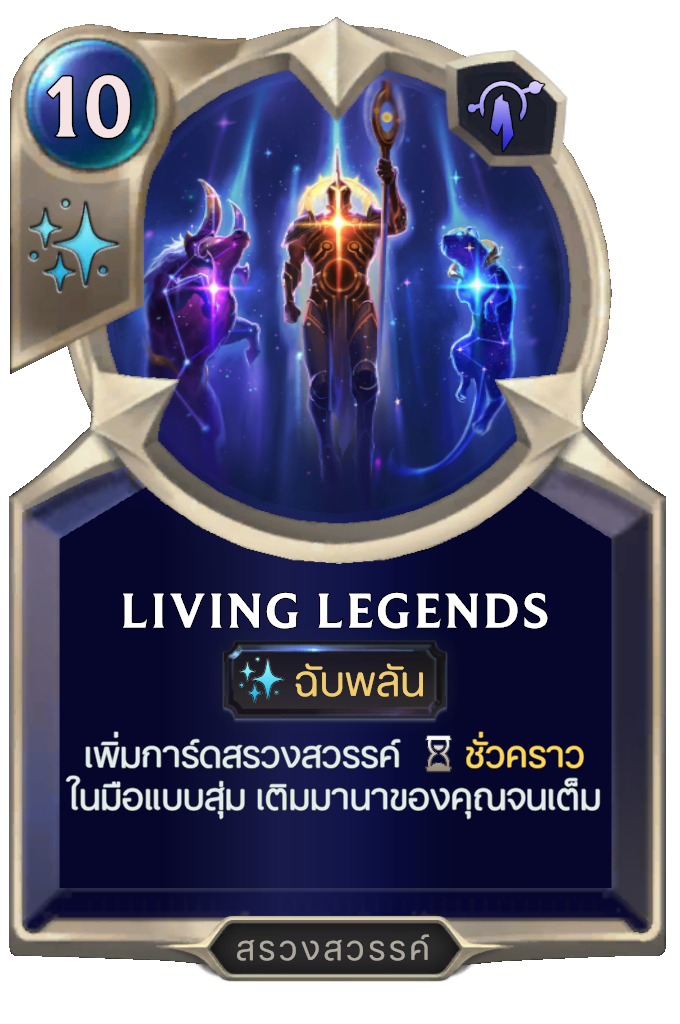 10
LIVING LEGENDS
ฉับพลัน
เพิ่มการ์ดสรวงสวรรค์ ชั่วคราว
ในมือแบบสุ่ม เติมมานาของคุณจนเต็ม
สรวงสวรรค์